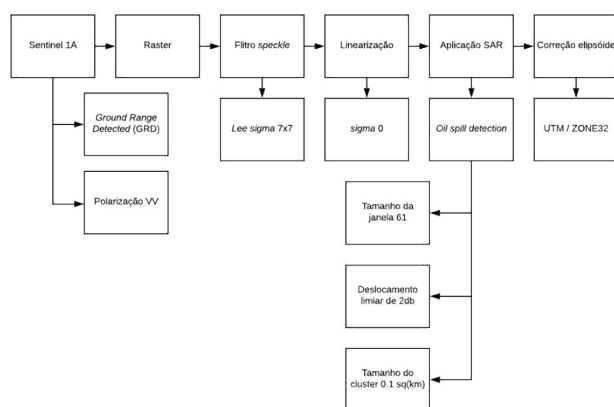 Sentinel 1A
Raster
Flitro speckle
Linearização
Aplicação SAR
Correção elipsóide
Ground Range
Detected (GRD)
Lee sigma 7x7
sigma 0
Oil spill detection
UTM / ZONE32
Polarização VV
Tamanho da
janela 61
Deslocamento
limiar de 2db
Tamanho do
cluster 0.1 sq(km)